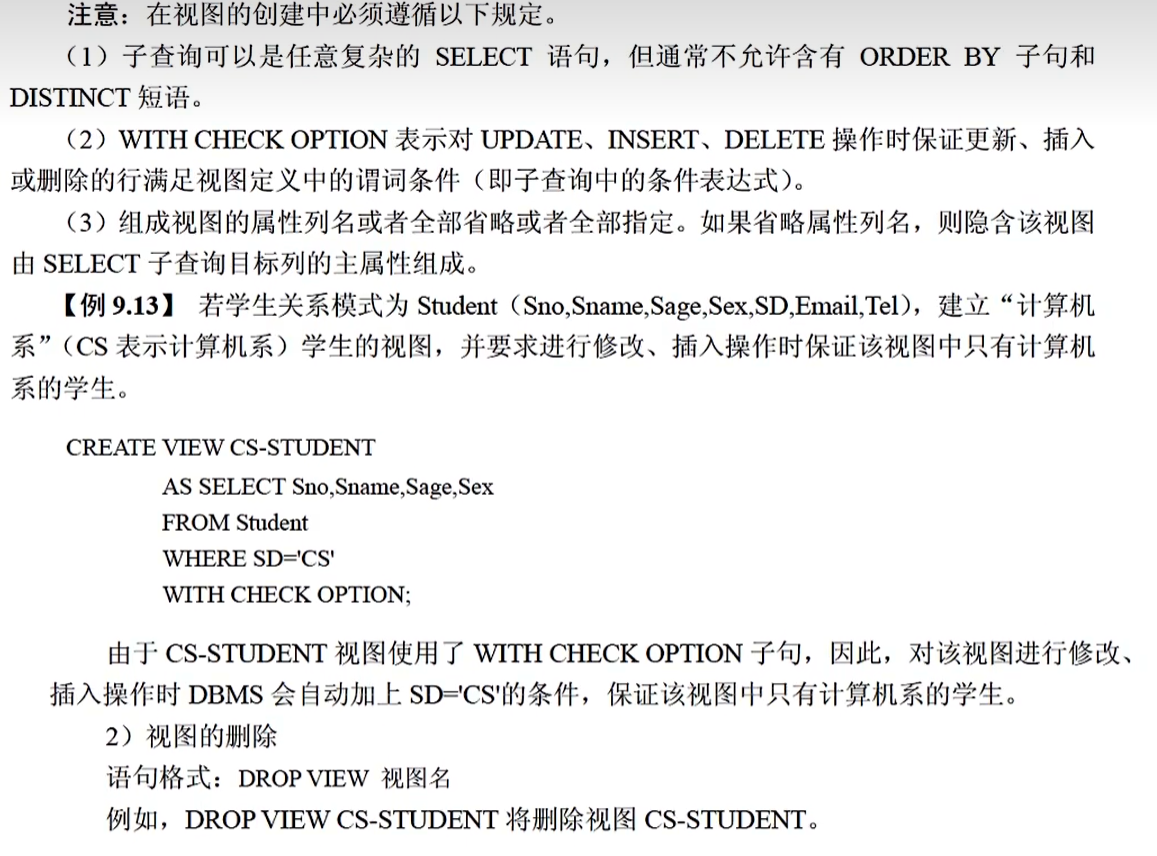 注意：在视图的创建中必须遵循以下规定。
（1）子查询可以是任意复杂的 SELECT 语句，但通常不允许含有 ORDER BY 子句和
DISTINCT 短语。
（2）WITH CHECK OPTION 表示对 UPDATE、INSERT、DELETE 操作时保证更新、插入
或删除的行满足视图定义中的谓词条件（即子查询中的条件表达式）。
（3）组成视图的属性列名或者全部省略或者全部指定。如果省略属性列名，则隐含该视图
由 SELECT 子查询目标列的主属性组成。
【例 9.13】 若学生关系模式为 Student（Sno,Sname,Sage,Sex,SD,Email,Tel），建立“计算机
系”（CS 表示计算机系）学生的视图，并要求进行修改、插入操作时保证该视图中只有计算机
系的学生。
CREATE VIEW CS-STUDENT
AS SELECT Sno,Sname,Sage,Sex
FROM Student
WHERE SD='CS'
WITH CHECK OPTION;
由于 CS-STUDENT 视图使用了 WITH CHECK OPTION 子句，因此，对该视图进行修改、
插入操作时 DBMS 会自动加上 SD='CS'的条件，保证该视图中只有计算机系的学生。
2）视图的删除
语句格式：DROP VIEW 视图名
例如，DROP VIEW CS-STUDENT 将删除视图 CS-STUDENT。